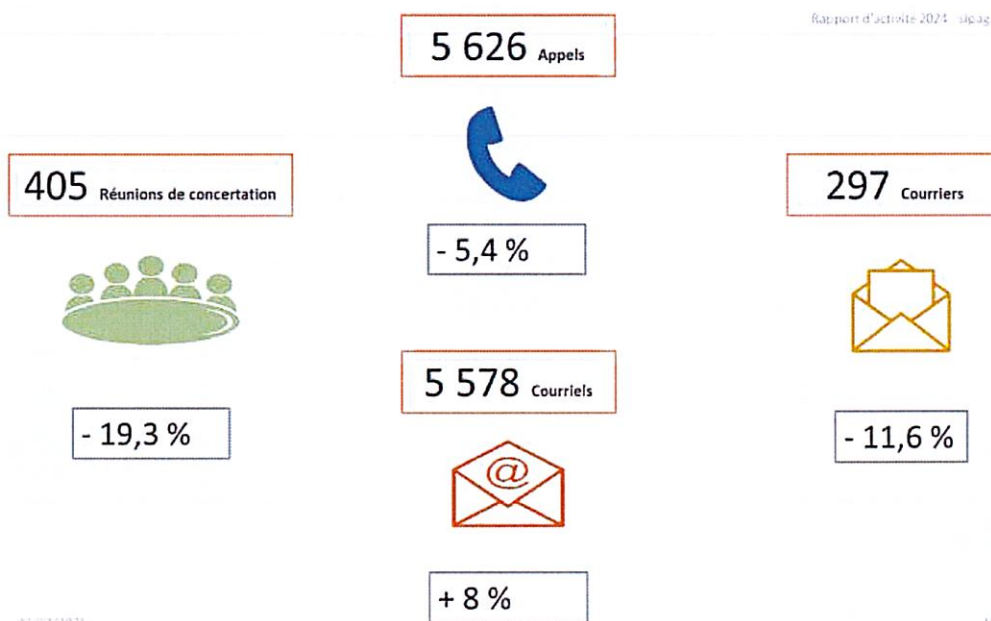 Rapport d'activité 2024 sipag
5 626 Appels
405 Réunions de concertation
297 Courriers
- 5,4 %
5 578 Courriels
- 19,3 %
- 11,6 %
@
+ 8 %